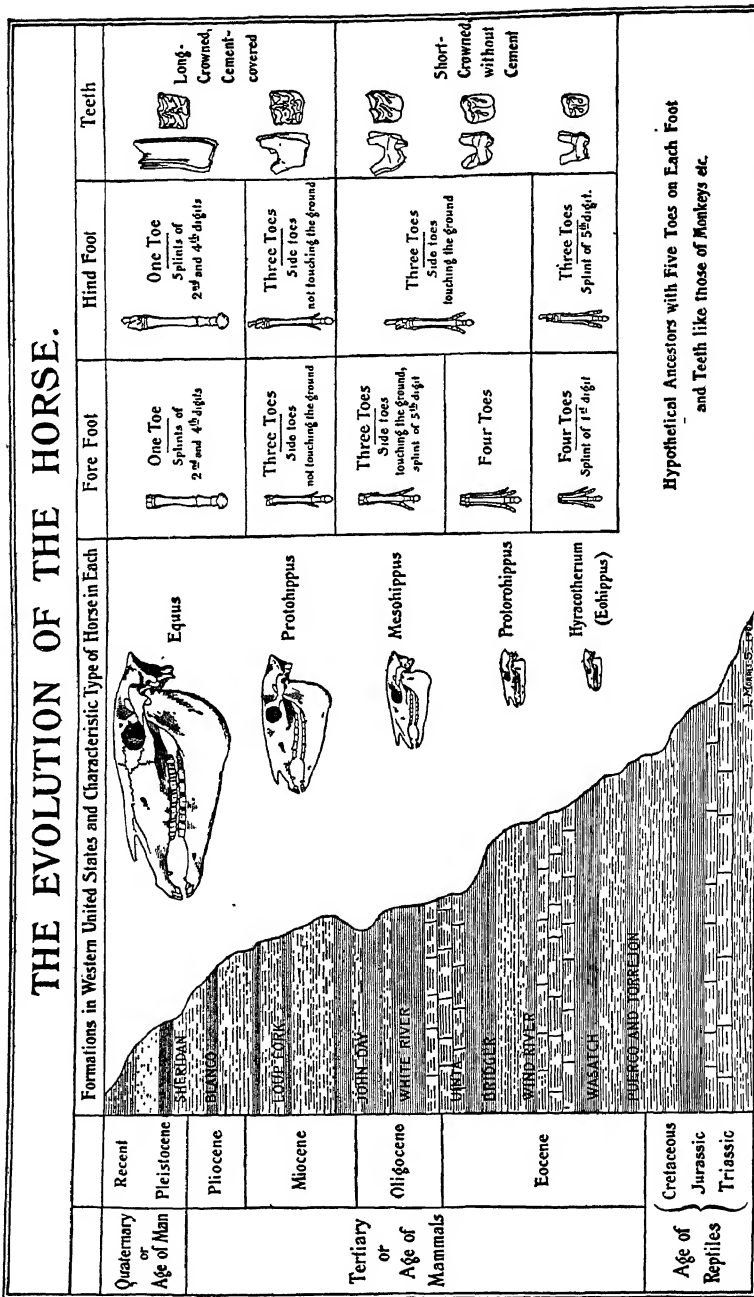 THE EVOLUTION OF THE HORSE.
Formations in Western United States and Characteristic Type of Horse in Each
Fore Foot
Hind Foot
Teeth
Quaternary
or
Age of Man
Recent
Pleistocene
SHERIDAN
Equus
One Toe
Splints of
2nd and 4th digits
One Toe
Splints of
2nd and 4th digits
Long-
Crowned,
Cement-
covered
Tertiary
or
Age of
Mammals
Pliocene
BLANCO
Miocene
LOUP FORK
JOHN DAY
Protohippus
Three Toes
Side toes
not touching the ground
Three Toes
Side toes
not touching the ground
Oligocene
WHITE RIVER
Mesohippus
Three Toes
Side toes
touching the ground,
splint of 5th digit
Three Toes
Side toes
touching the ground
Short-
Crowned,
without
Cement
Eocene
UINTA
BRIDGER
WIND RIVER
WASATCH
PUERCO AND TORREJON
Protorohippus
Four Toes
Hyracotherium
(Eohippus)
Four Toes
Splint of 1st digit
Three Toes
Splint of 5th digit.
Age of
Reptiles
Cretaceous
Jurassic
Triassic
Hypothetical Ancestors with Five Toes on Each Foot
and Teeth like those of Monkeys etc.